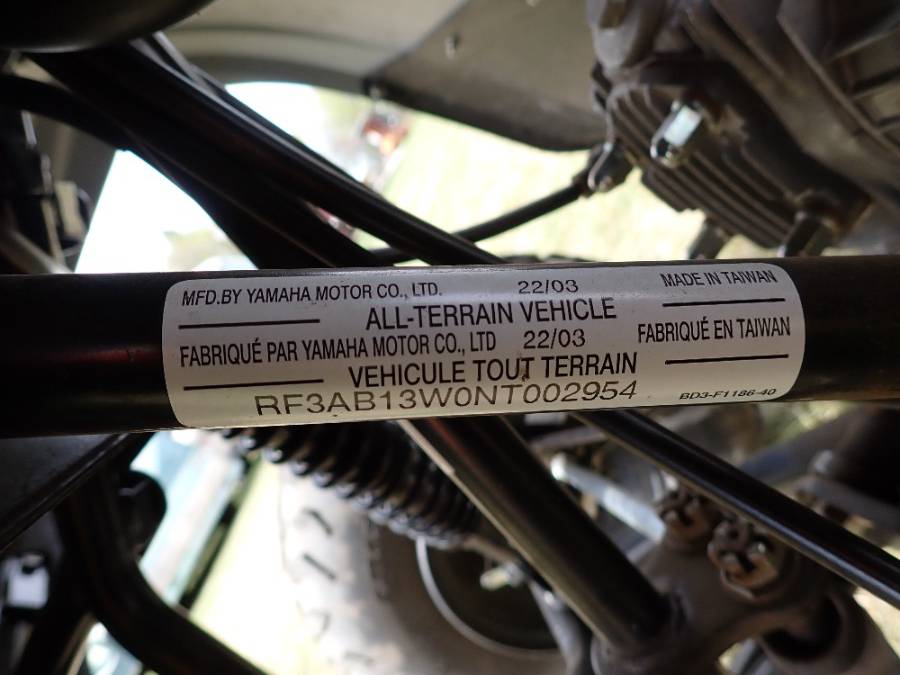 MFD.BY YAMAHA MOTOR CO., LTD. 22/03 MADE IN TAIWAN
ALL-TERRAIN VEHICLE
FABRIQUÉ PAR YAMAHA MOTOR CO., LTD 22/03 FABRIQUÉ EN TAIWAN
VEHICULE TOUT TERRAIN
RF3AB13W0NT002954 BD3-F1186-40